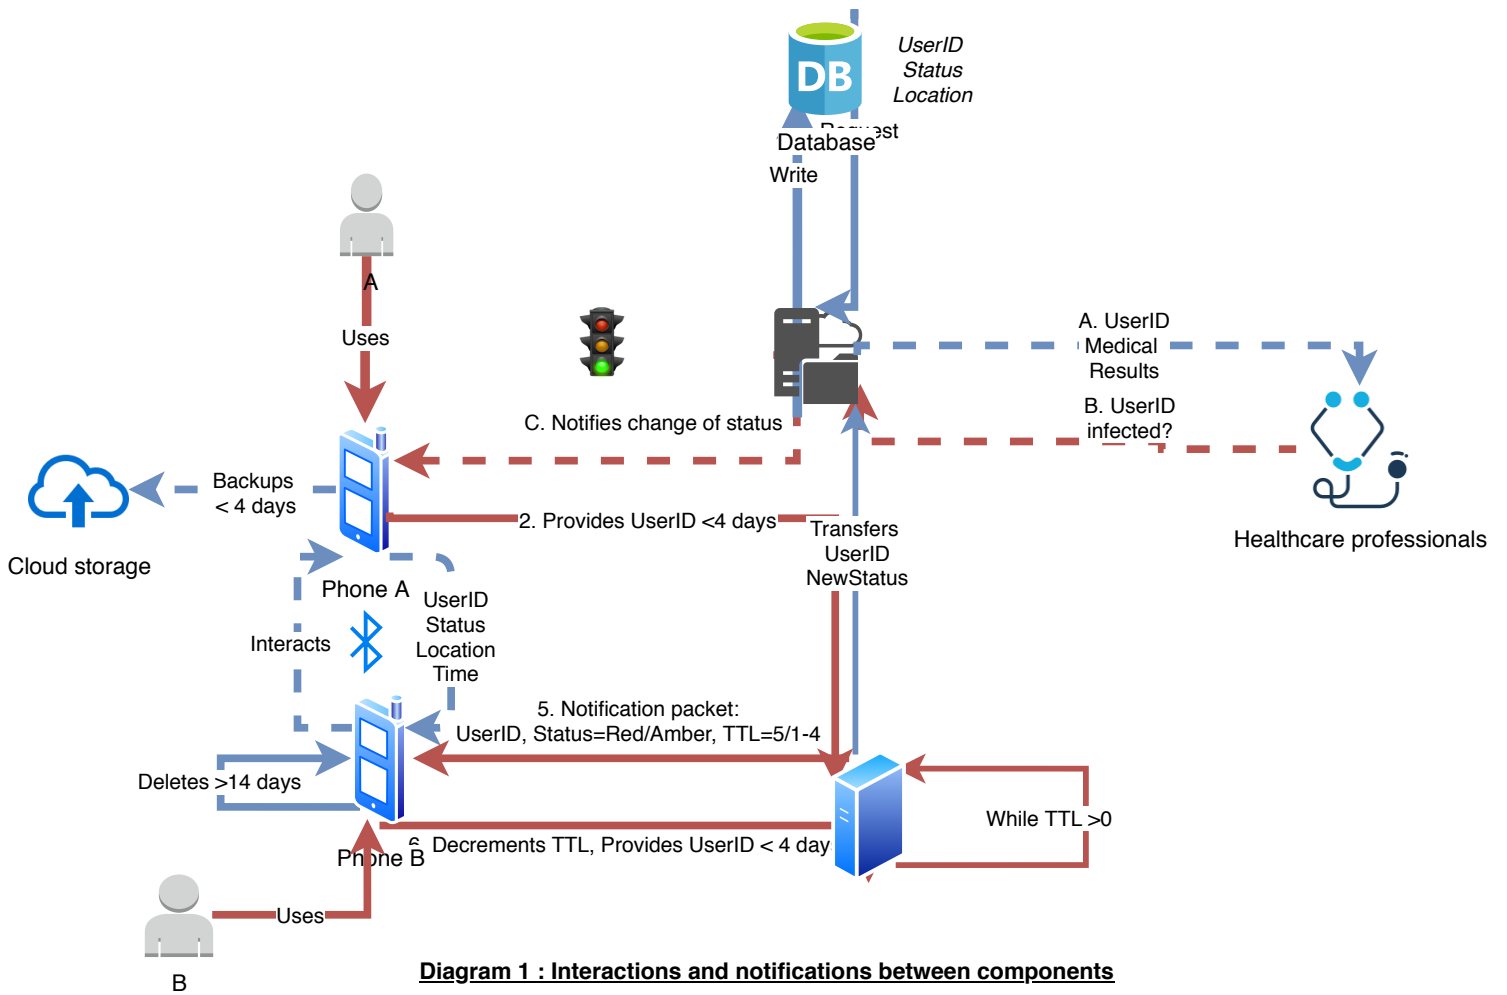 DB
UserID
Status
Location
Request
Database
Write
A
Uses
A. UserID
Medical
Results
B. UserID
infected?
C. Notifies change of status
Backups
< 4 days
2. Provides UserID <4 days
Transfers
UserID
NewStatus
Healthcare professionals
Cloud storage
Phone A
UserID
Status
Location
Time
Interacts
5. Notification packet:
UserID, Status=Red/Amber, TTL=5/1-4
Deletes >14 days
While TTL >0
6. Decrements TTL, Provides UserID < 4 day
Phone B
Uses
B
Diagram 1 : Interactions and notifications between components